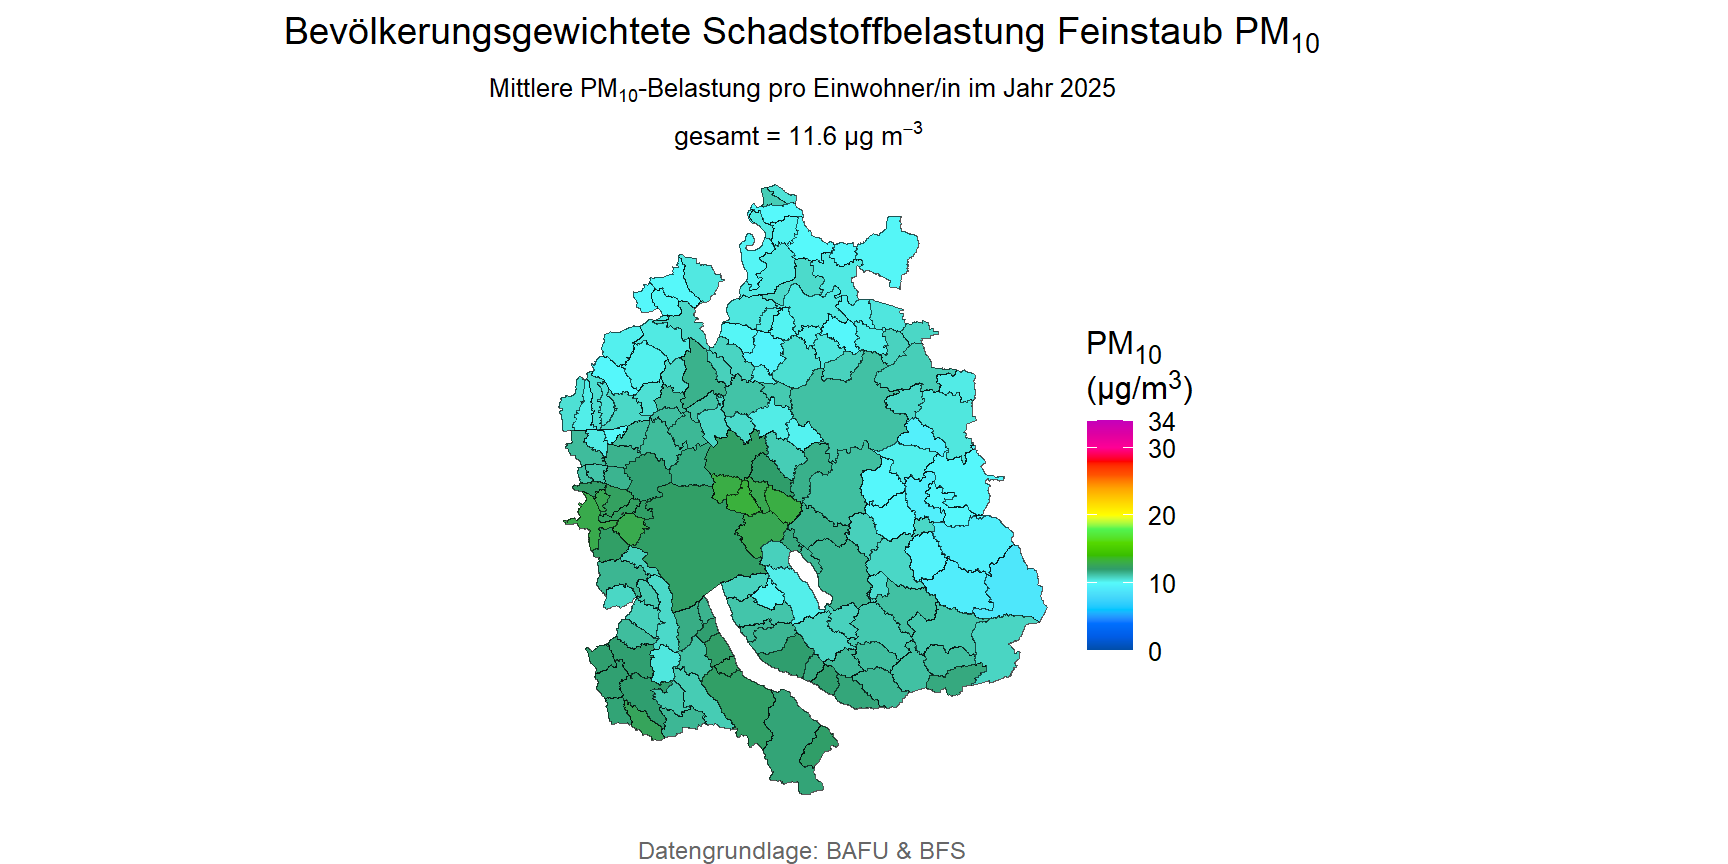 Bevölkerungsgewichtete Schadstoffbelastung Feinstaub PM₁₀
Mittlere PM₁₀-Belastung pro Einwohner/in im Jahr 2025
gesamt = 11.6 µg m⁻³
PM₁₀
(µg/m³)
34
30
20
10
0
Datengrundlage: BAFU & BFS